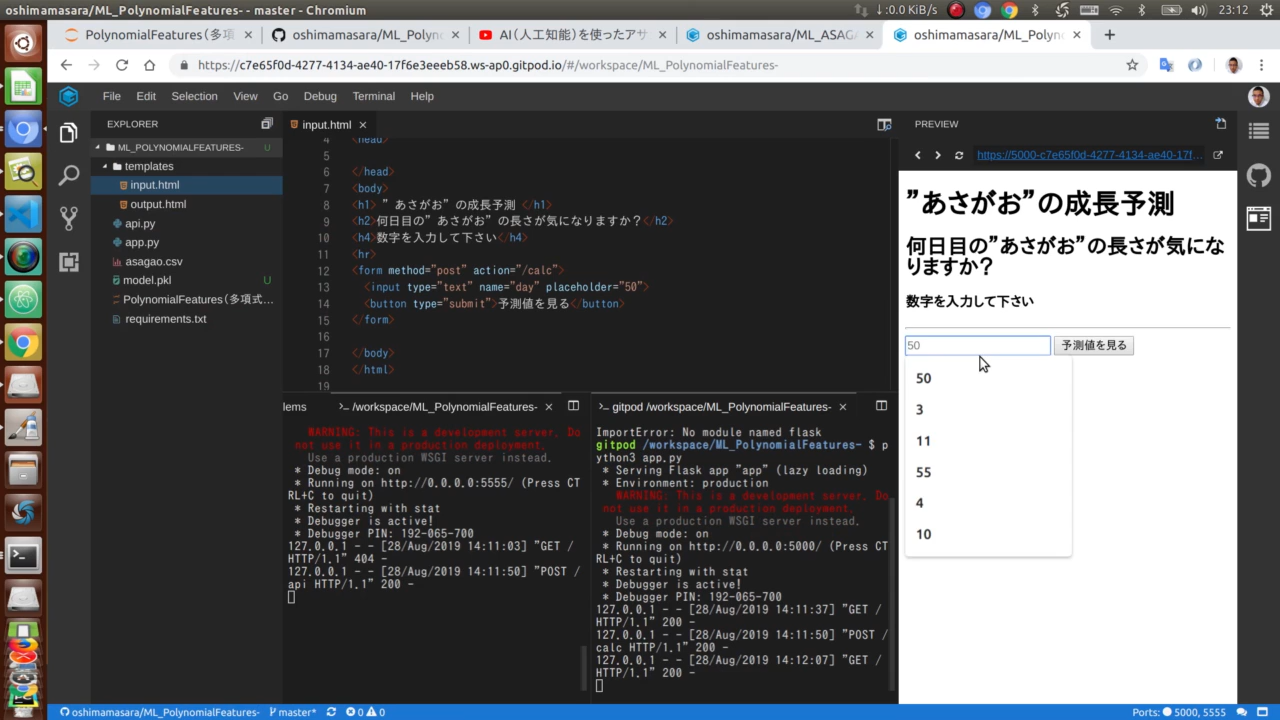 oshimamasara/ML_PolynomialFeatures- - master - Chromium
↓:0.0 KiB/s
23:12
PolynomialFeatures(多項
oshimamasara/ML_Polyn
AI(人工知能)を使ったアサ
oshimamasara/ML_ASAGA
oshimamasara/ML_Polyno
https://c7e65f0d-4277-4134-ae40-17f6e3eeeb58.ws-ap0.gitpod.io/#/workspace/ML_PolynomialFeatures-
File Edit Selection View Go Debug Terminal Help
EXPLORER
ML_POLYNOMIALFEATURES- U
templates
input.html
output.html
api.py
app.py
asagao.csv
model.pkl U
PolynomialFeatures(多項式...
requirements.txt
input.html
4 <head>
5
6 </head>
7 <body>
8 <h1> ”あさがお”の成長予測 </h1>
9 <h2>何日目の”あさがお”の長さが気になりますか？</h2>
10 <h4>数字を入力して下さい</h4>
11 <hr>
12 <form method="post" action="/calc">
13 <input type="text" name="day" placeholder="50">
14 <button type="submit">予測値を見る</button>
15 </form>
16
17 </body>
18 </html>
19
lems
>_ /workspace/ML_PolynomialFeatures-
WARNING: This is a development server. Do
not use it in a production deployment.
Use a production WSGI server instead.
* Debug mode: on
* Running on http://0.0.0.0:5555/ (Press CT
RL+C to quit)
* Restarting with stat
* Debugger is active!
* Debugger PIN: 192-065-700
127.0.0.1 - - [28/Aug/2019 14:11:03] "GET /
HTTP/1.1" 404 -
127.0.0.1 - - [28/Aug/2019 14:11:50] "POST /
api HTTP/1.1" 200 -
>_ gitpod /workspace/ML_PolynomialFeatures-
ImportError: No module named flask
gitpod /workspace/ML_PolynomialFeatures- $ p
ython3 app.py
* Serving Flask app "app" (lazy loading)
* Environment: production
WARNING: This is a development server. Do
not use it in a production deployment.
Use a production WSGI server instead.
* Debug mode: on
* Running on http://0.0.0.0:5000/ (Press CT
RL+C to quit)
* Restarting with stat
* Debugger is active!
* Debugger PIN: 192-065-700
127.0.0.1 - - [28/Aug/2019 14:11:37] "GET /
HTTP/1.1" 200 -
127.0.0.1 - - [28/Aug/2019 14:11:50] "POST /
calc HTTP/1.1" 200 -
127.0.0.1 - - [28/Aug/2019 14:12:07] "GET /
HTTP/1.1" 200 -
PREVIEW
https://5000-c7e65f0d-4277-4134-ae40-17f...
”あさがお”の成長予測
何日目の”あさがお”の長さが気にな
りますか？
数字を入力して下さい
50
予測値を見る
50
3
11
55
4
10
oshimamasara/ML_PolynomialFeatures- master* 0 0
Ports: 5000, 5555